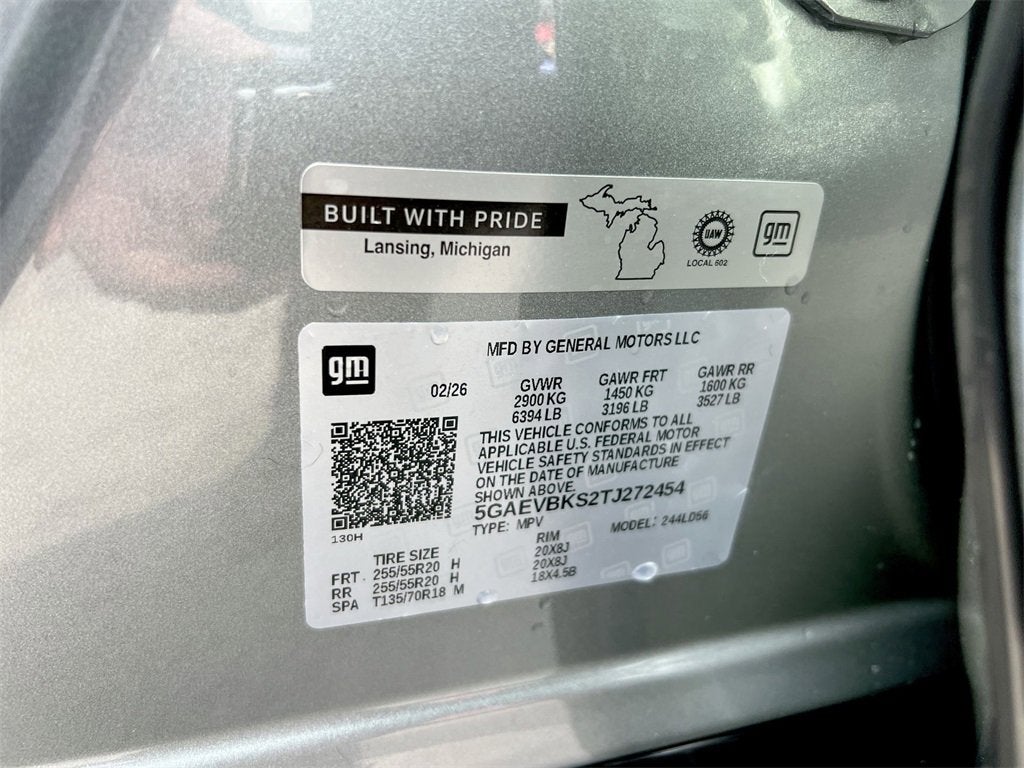 BUILT WITH PRIDE
Lansing, Michigan
UAW
LOCAL 602
gm
gm
MFD BY GENERAL MOTORS LLC
02/26
GVWR
2900 KG
6394 LB
GAWR FRT
1450 KG
3196 LB
GAWR RR
1600 KG
3527 LB
THIS VEHICLE CONFORMS TO ALL
APPLICABLE U.S. FEDERAL MOTOR
VEHICLE SAFETY STANDARDS IN EFFECT
ON THE DATE OF MANUFACTURE
SHOWN ABOVE.
5GAEVBKS2TJ272454
TYPE: MPV MODEL: 244LD56
130H
TIRE SIZE RIM
FRT 255/55R20 H 20X8J
RR 255/55R20 H 20X8J
SPA T135/70R18 M 18X4.5B